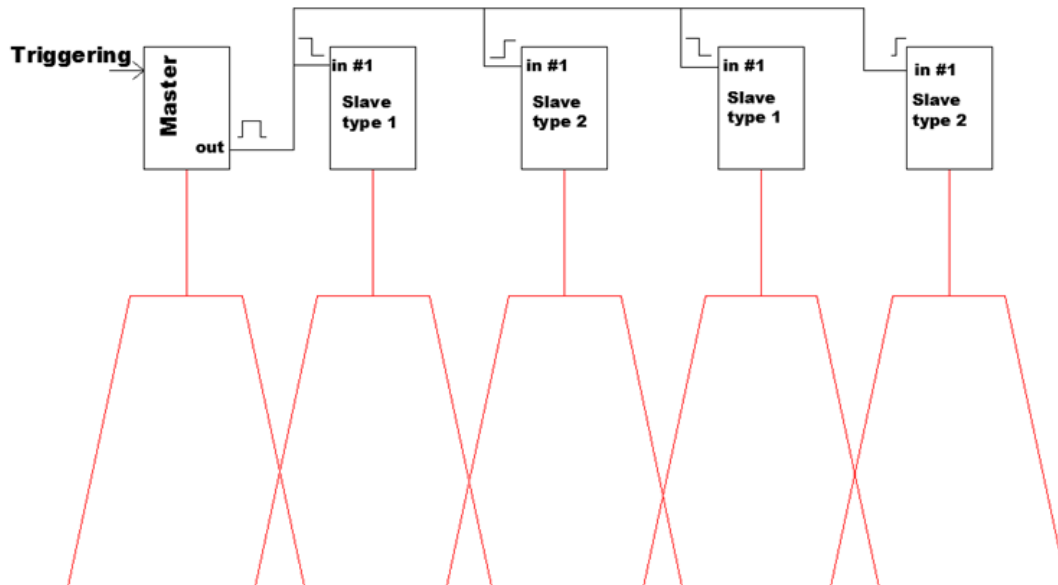 Triggering
Master
out
in #1
Slave
type 1
in #1
Slave
type 2
in #1
Slave
type 1
in #1
Slave
type 2